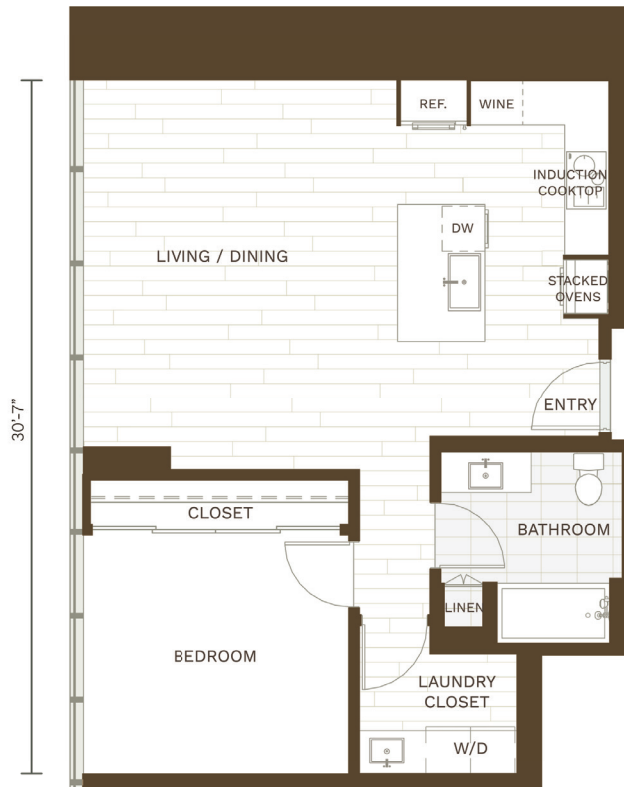 REF.
WINE
INDUCTION
COOKTOP
DW
LIVING / DINING
STACKED
OVENS
ENTRY
30'-7"
CLOSET
BATHROOM
LINEN
BEDROOM
LAUNDRY
CLOSET
W/D